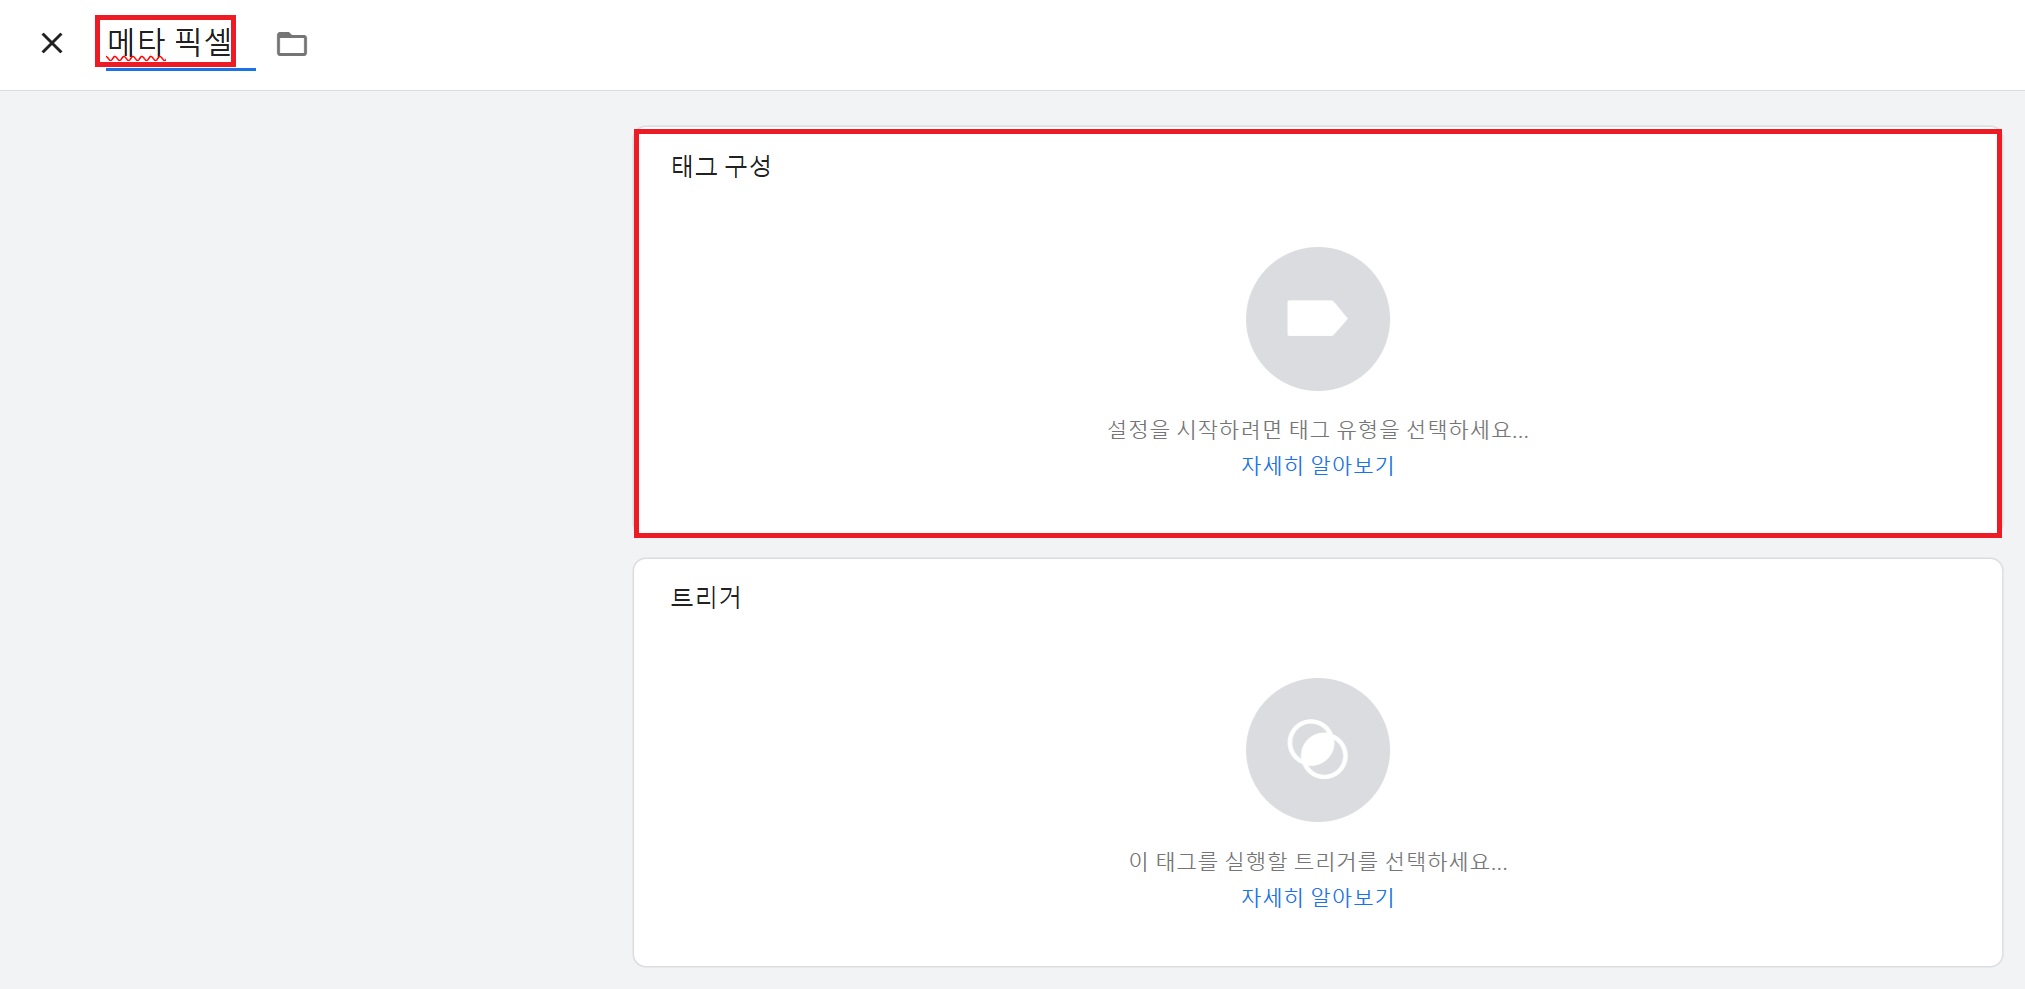 메타 픽셀
태그 구성
설정을 시작하려면 태그 유형을 선택하세요...
자세히 알아보기
트리거
이 태그를 실행할 트리거를 선택하세요...
자세히 알아보기